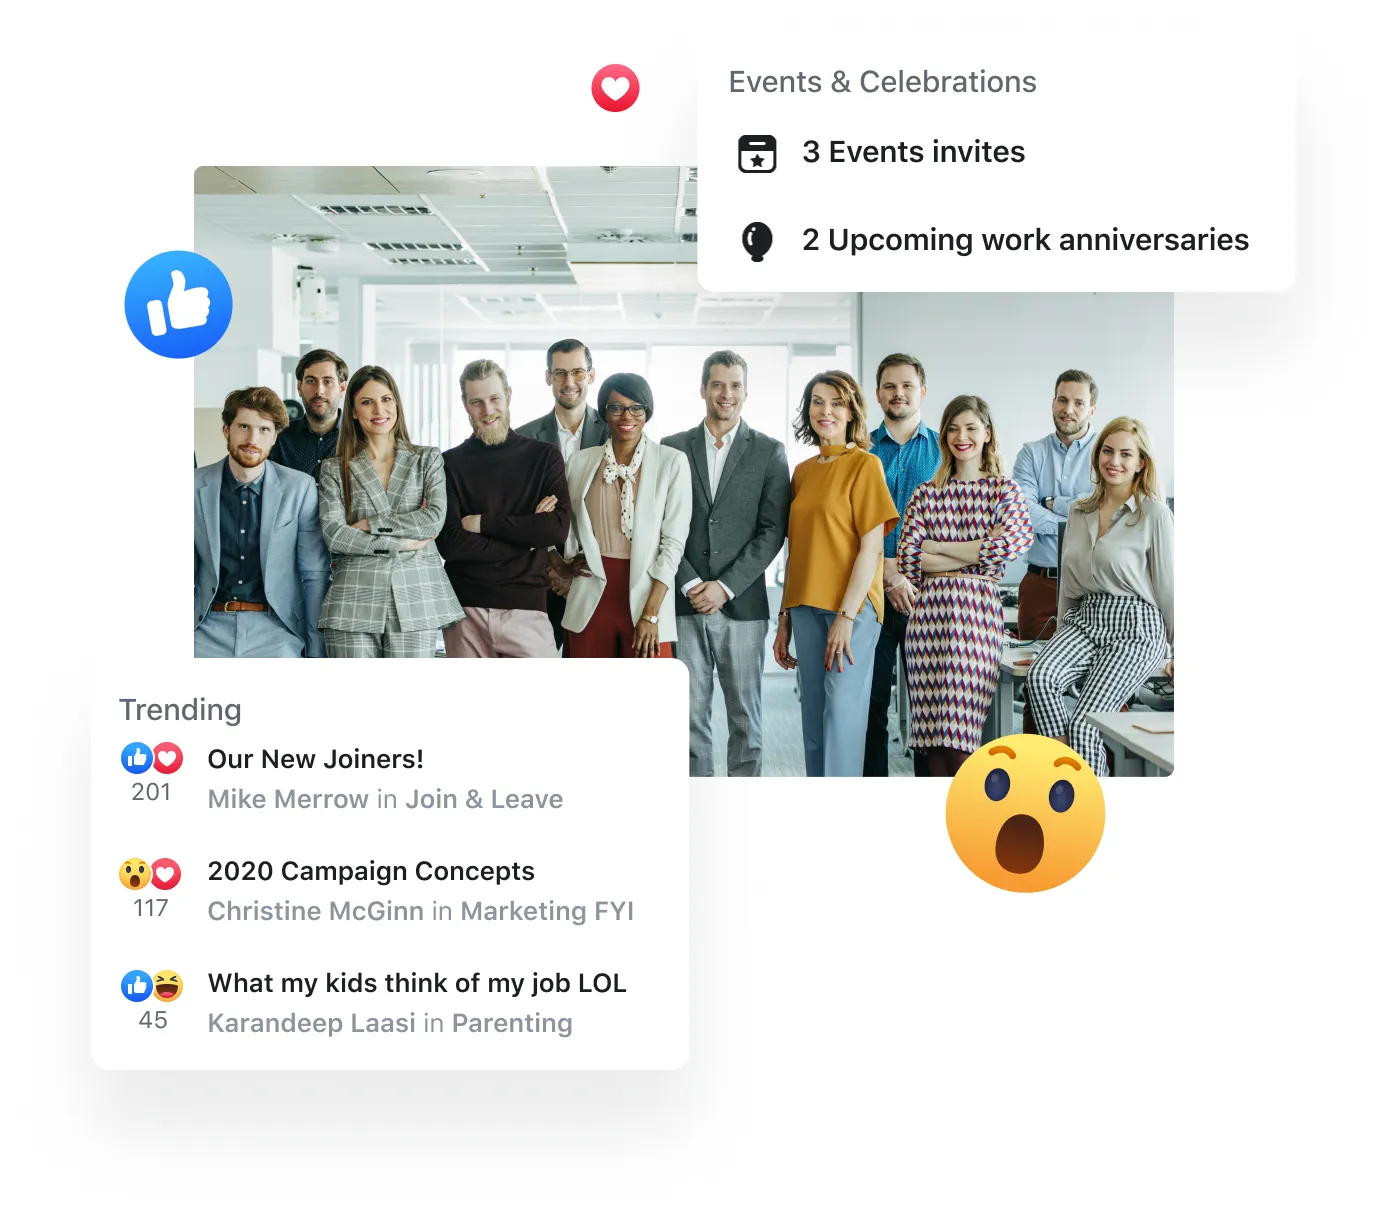 Events & Celebrations
3 Events invites
2 Upcoming work anniversaries
Trending
Our New Joiners!
201
Mike Merrow in Join & Leave
2020 Campaign Concepts
117
Christine McGinn in Marketing FYI
What my kids think of my job LOL
45
Karandeep Laasi in Parenting